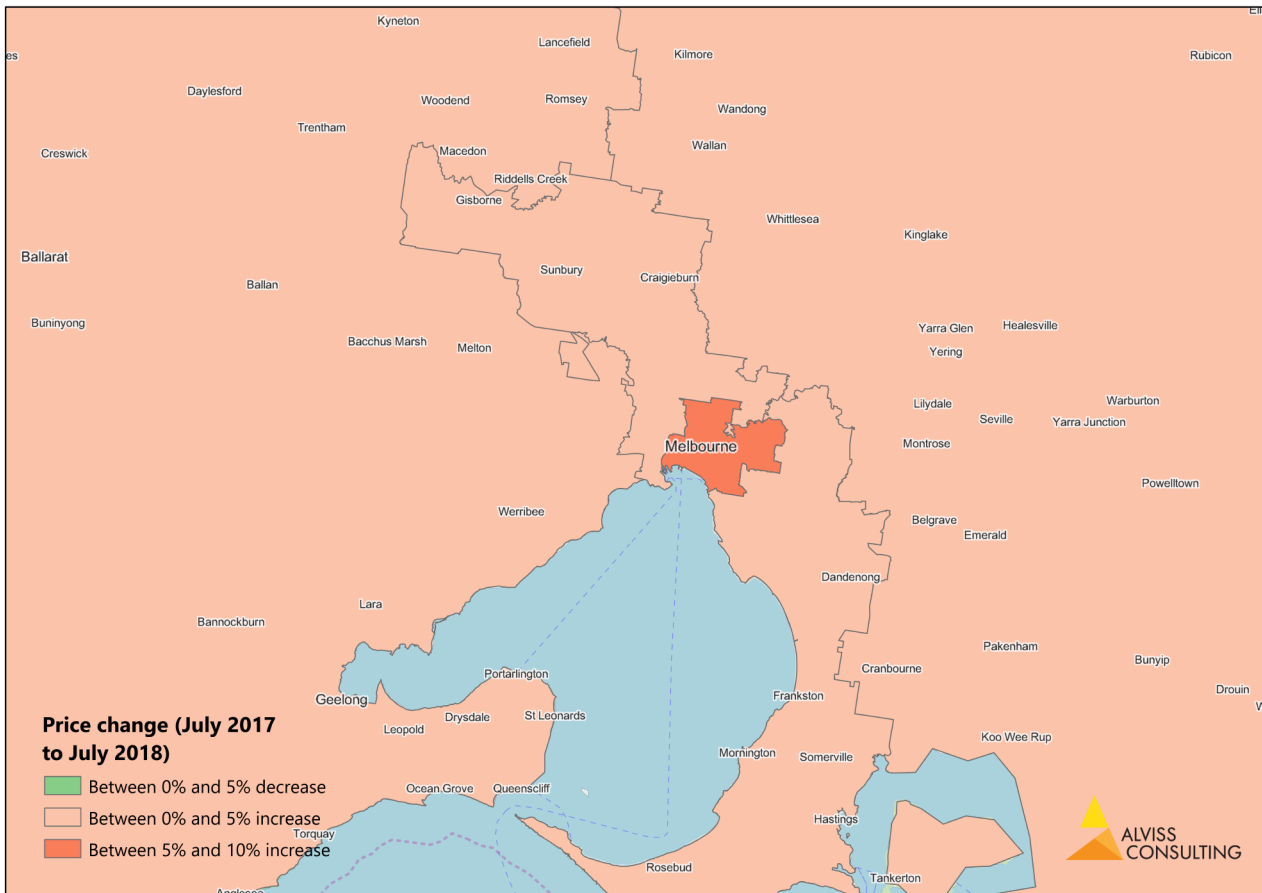 Kyneton
El
Lancefield
Kilmore
es
Rubicon
Daylesford
Woodend
Romsey
Wandong
Trentham
Wallan
Creswick
Macedon
Riddells Creek
Gisborne
Whittlesea
Kinglake
Ballarat
Sunbury
Craigieburn
Ballan
Buninyong
Yarra Glen
Healesville
Bacchus Marsh
Melton
Yering
Lilydale
Warburton
Seville
Yarra Junction
Montrose
Melbourne
Powelltown
Werribee
Belgrave
Emerald
Dandenong
Lara
Bannockburn
Pakenham
Bunyip
Cranbourne
Portarlington
Drouin
Geelong
Frankston
W
Drysdale
St Leonards
Leopold
Price change (July 2017
to July 2018)
Koo Wee Rup
Mornington
Somerville
Between 0% and 5% decrease
Ocean Grove
Queenscliff
Between 0% and 5% increase
Hastings
Torquay
Between 5% and 10% increase
ALVISS
CONSULTING
Rosebud
Tankerton
Anglesea